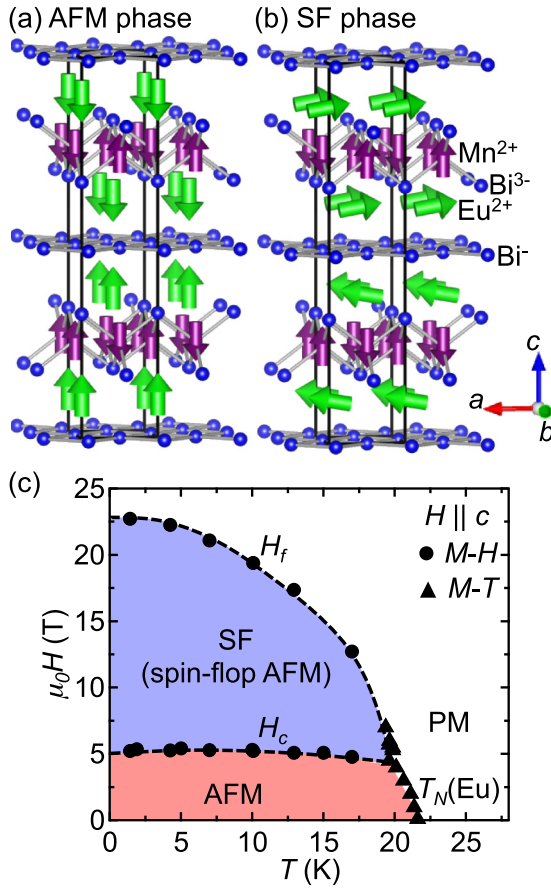 (a) AFM phase
(b) SF phase
Mn2+
Bi3-
Eu2+
Bi-
c
a
b
(c)
25
20
15
10
5
0
μ0H (T)
H || c
M-H
M-T
Hf
SF
(spin-flop AFM)
Hc
AFM
PM
TN(Eu)
0 5 10 15 20 25
T (K)